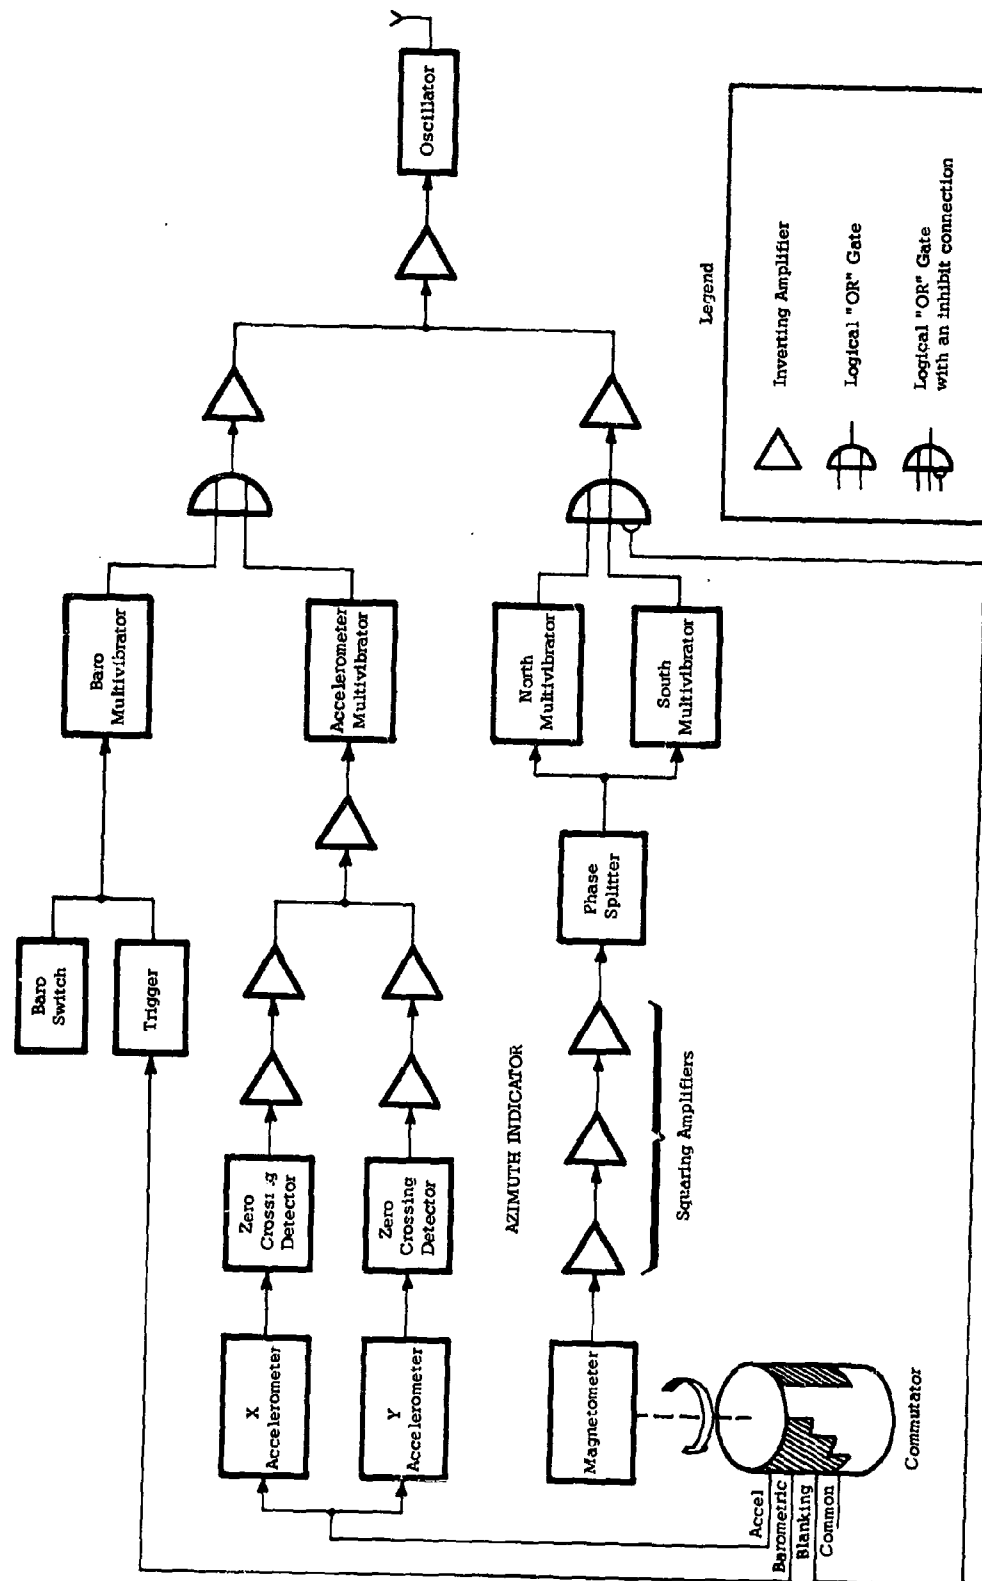 Baro
Switch
Trigger
Baro
Multivibrator
X
Accelerometer
Zero
Crossi g
Detector
Y
Accelerometer
Zero
Crossing
Detector
Accelerometer
Multivibrator
Oscillator
AZIMUTH INDICATOR
Magnetometer
Squaring Amplifiers
Phase
Splitter
North
Multivibrator
South
Multivibrator
Accel
Barometric
Blanking
Common
Commutator
Legend
Inverting Amplifier
Logical "OR" Gate
Logical "OR" Gate
with an inhibit connection